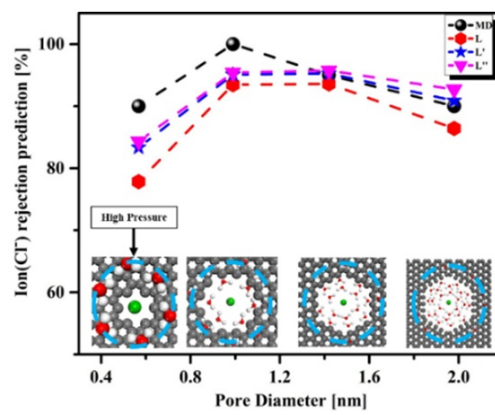 MD
L
L'
L''
Ion(Cl⁻) rejection prediction [%]
100
80
60
High Pressure
0.4
0.8
1.2
1.6
2.0
Pore Diameter [nm]